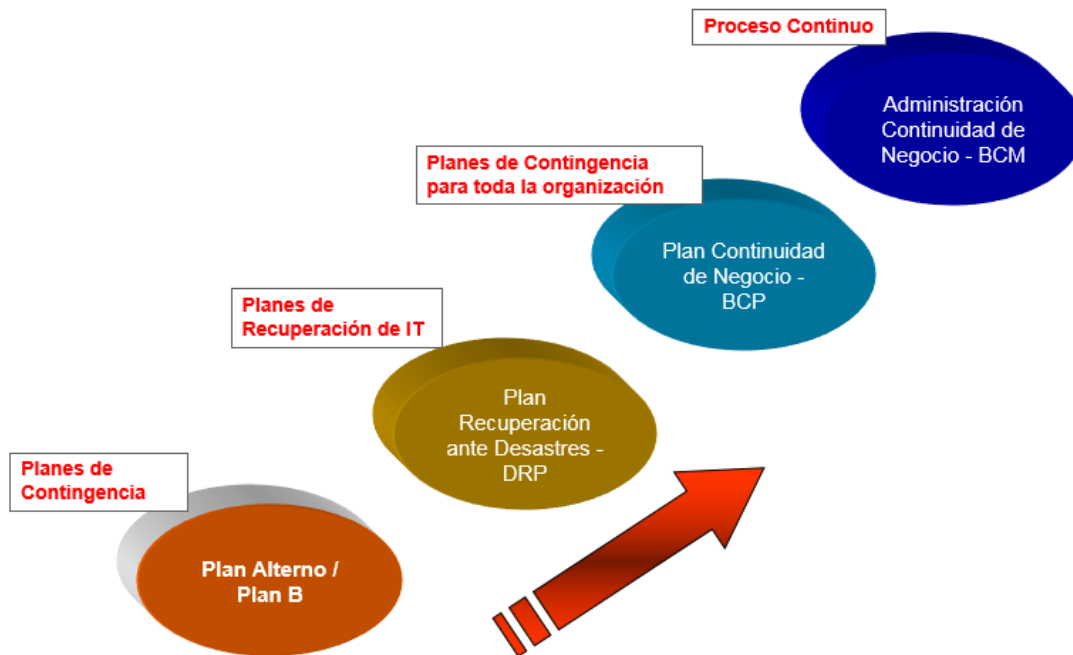 Proceso Continuo
Administración
Continuidad de
Negocio - BCM
Planes de Contingencia
para toda la organización
Plan Continuidad
de Negocio -
BCP
Planes de
Recuperación de IT
Plan
Recuperación
ante Desastres -
DRP
Planes de
Contingencia
Plan Alterno /
Plan B